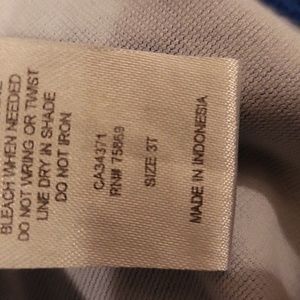 BLEACH WHEN NEEDED
DO NOT WRING OR TWIST
LINE DRY IN SHADE
DO NOT IRON
CA34371
RN# 75869
SIZE 3T
MADE IN INDONESIA